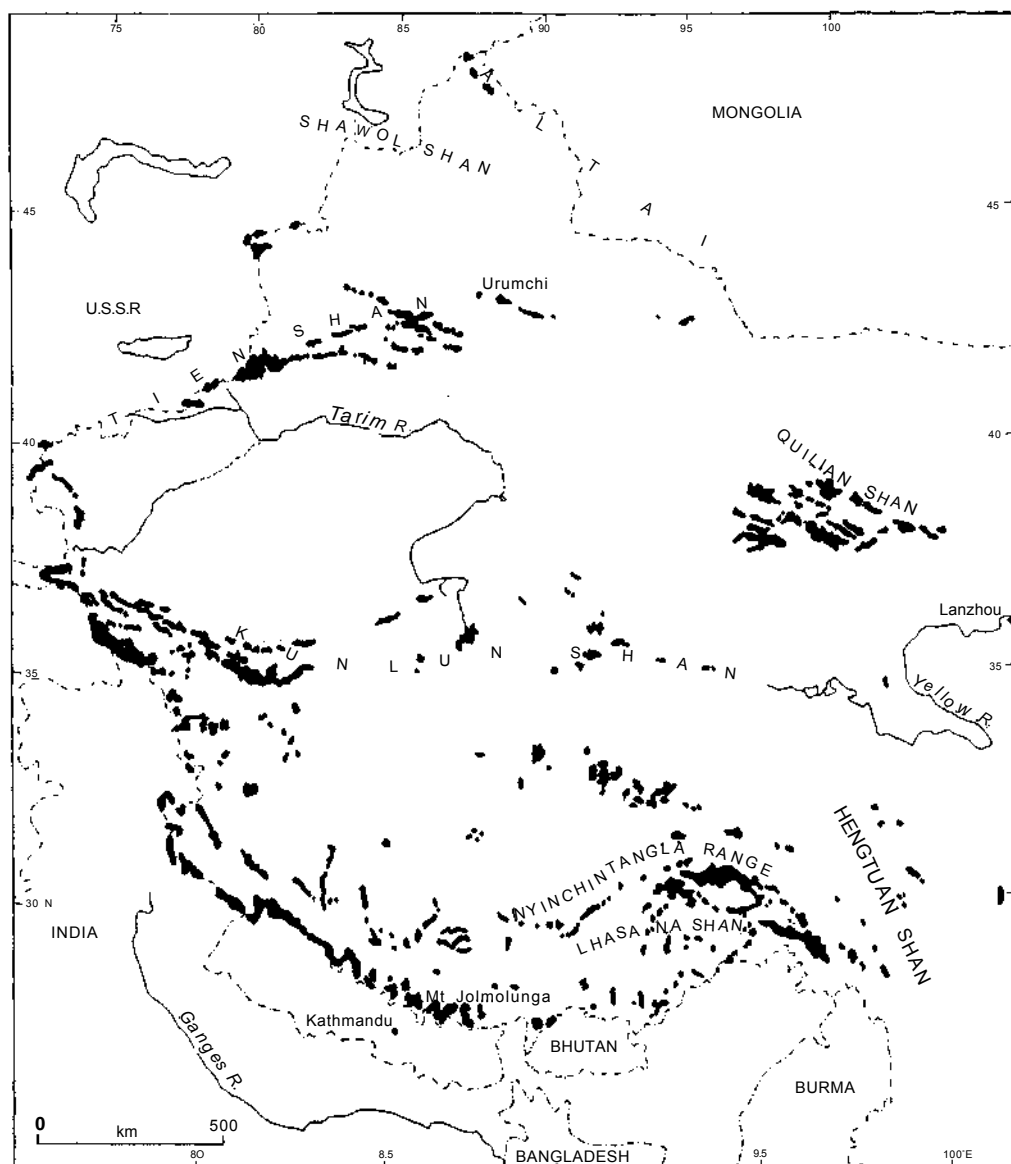 75 80 85 90 95 100
MONGOLIA
ALTAI
SHAWOL SHAN
45 45
Urumchi
U.S.S.R
TIEN SHAN
Tarim R.
40 40
QUILIAN SHAN
Lanzhou
KUNLUN SHAN
35 35
Yellow R.
HENGTUAN SHAN
NYINCHINTANGLA RANGE
30 N
INDIA
LHASA NA SHAN
Mt Jolmolunga
Kathmandu
Ganges R.
BHUTAN
BURMA
0 500
km
BANGLADESH
80 8.5 9.5 100°E